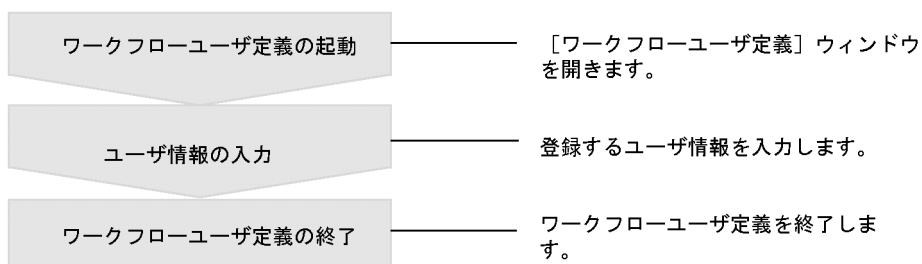 ワークフローユーザ定義の起動
［ワークフローユーザ定義］ウィンドウ
を開きます。
ユーザ情報の入力
登録するユーザ情報を入力します。
ワークフローユーザ定義の終了
ワークフローユーザ定義を終了しま
す。